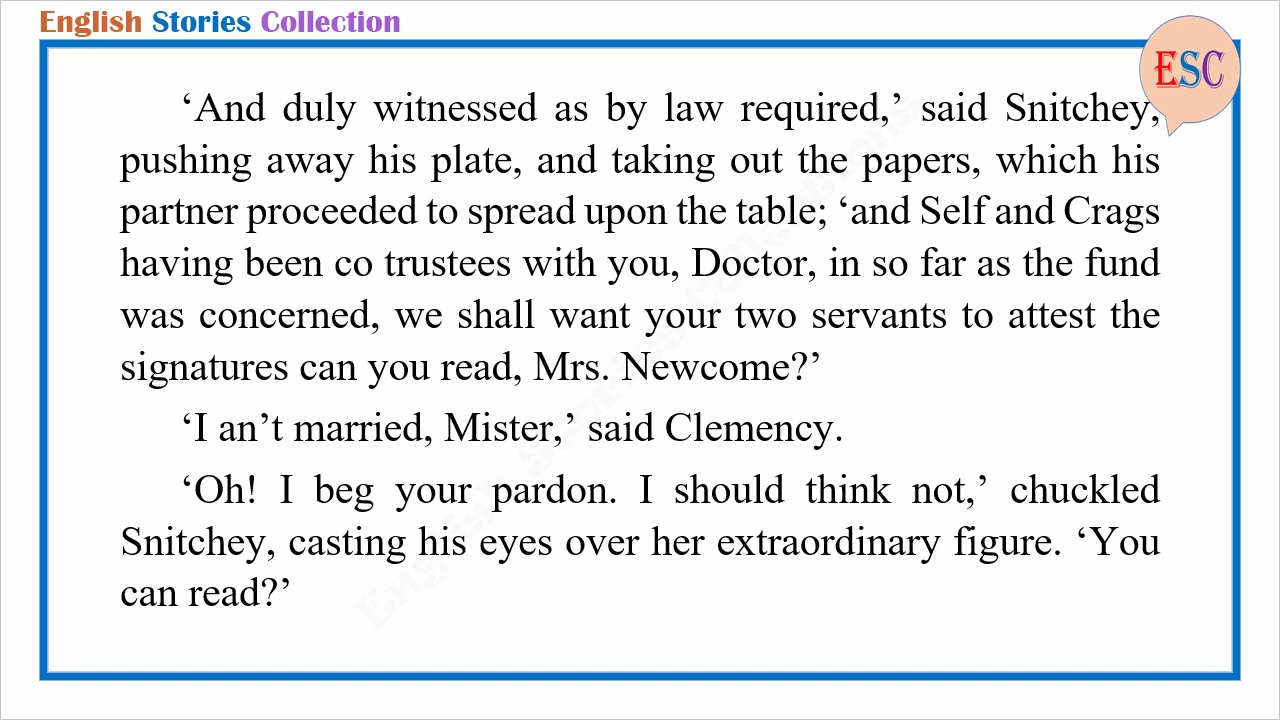 English Stories Collection
ESC
‘And duly witnessed as by law required,’ said Snitchey,
pushing away his plate, and taking out the papers, which his
partner proceeded to spread upon the table; ‘and Self and Crags
having been co trustees with you, Doctor, in so far as the fund
was concerned, we shall want your two servants to attest the
signatures can you read, Mrs. Newcome?’
‘I an’t married, Mister,’ said Clemency.
‘Oh! I beg your pardon. I should think not,’ chuckled
Snitchey, casting his eyes over her extraordinary figure. ‘You
can read?’
English Stories Collection